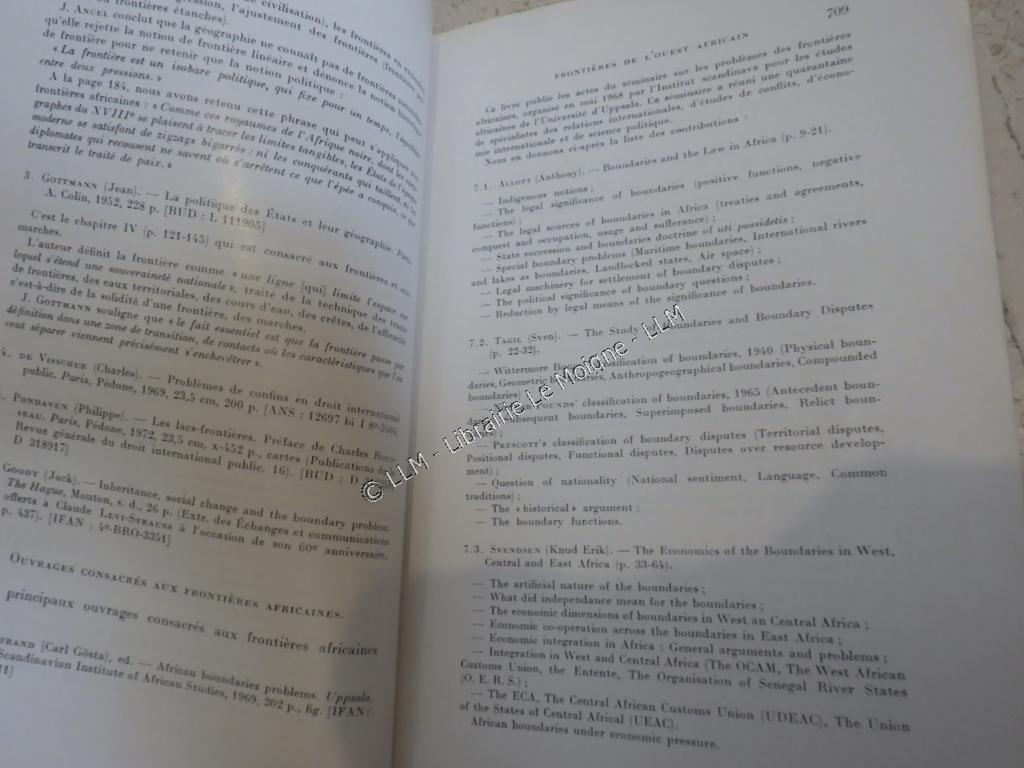 J. ANCEL conclut que la géographie ne connaît pas de frontières naturelles
qu'elle rejette la notion de frontière linéaire et dénonce la notion
de frontière pour ne retenir que la notion politique :
« La frontière est un isobare politique, qui fixe pour un temps, l'équilibre
entre deux pressions. »
A la page 184, nous avons retenu cette phrase qui peut s'appliquer aux
frontières africaines : « Comme ces royaumes de l'Afrique noire, dont les
graphes du XVIIIe se plaisent à tracer les limites tangibles, les États de l'Europe
moderne se satisfont de zigzags bigarrés : ni les conquérants qui taillent, ni les
diplomates qui recousent ne savent où s'arrêtent ce que l'épée a conquis, ce que
transcrit le traité de paix. »
3. GOTTMANN (Jean). — La politique des États et leur géographie. Paris,
A. Colin, 1952, 228 p. [BUD : L 111905]
C'est le chapitre IV (p. 121-145) qui est consacré aux frontières et aux
marches.
L'auteur définit la frontière comme « une ligne [qui] limite l'espace sur
lequel s'étend une souveraineté nationale », traite de la technique des tracés
de frontières, des eaux territoriales, des cours d'eau, des crêtes, de l'efficacité
c'est-à-dire de la solidité d'une frontière, des marches.
J. GOTTMANN souligne que « le fait essentiel est que la frontière passe par
définition dans une zone de transition, de contacts où les caractéristiques que l'on
veut séparer viennent précisément s'enchevêtrer ».
4. DE VISSCHER (Charles). — Problèmes de confins en droit international
public. Paris, Pédone, 1969, 23,5 cm, 200 p. [ANS : 12697 bi I 8º-3504]
PONDAVEN (Philippe). — Les lacs-frontières. Préface de Charles
Paris, Pédone, 1972, 23,5 cm, x-452 p., cartes (Publications de la
Revue générale du droit international public. 16). [BUD :
D 31891]
GOODY (Jack). — Inheritance, social change and the boundary problem.
The Hague, Mouton, s. d., 26 p. (Extr. des Échanges et communications
offerts à Claude LEVI-STRAUSS à l'occasion de son 60e anniversaire,
p. 437). [IFAN : 4º-BRO-3351]
OUVRAGES CONSACRÉS AUX FRONTIÈRES AFRICAINES.
principaux ouvrages consacrés aux frontières africaines
(Carl Gösta), ed. — African boundaries problems. Uppsala,
Scandinavian Institute of African Studies, 1969, 202 p., fig. [IFAN :
FRONTIÈRES DE L'OUEST AFRICAIN 709
Ce livre publie les actes du séminaire sur les problèmes des frontières
africaines, organisé en mai 1968 par l'Institut scandinave pour les études
africaines de l'Université d'Uppsala. Ce séminaire a réuni une quarantaine
de spécialistes des relations internationales, d'études de conflits, d'écono-
mie internationale et de science politique.
Nous en donnons ci-après la liste des contributions :
7.1. ALLOTT (Anthony). — Boundaries and the Law in Africa (p. 9-21).
— Indigenous notions ;
— The legal significance of boundaries (positive functions, negative
functions) ;
— The legal sources of boundaries in Africa (treaties and agreements,
conquest and occupation, usage and sufferance) ;
— State succession and boundaries doctrine of uti possidetis ;
— Special boundary problems (Maritime boundaries, International rivers
and lakes as boundaries, Landlocked states, Air space) ;
— Legal machinery for settlement of boundary disputes ;
— The political significance of boundary questions ;
— Reduction by legal means of the significance of boundaries.
7.2. TAGIL (Sven). — The Study of Boundaries and Boundary Disputes
(p. 22-32).
— Wittermore classification of boundaries, 1940 (Physical boun-
daries, Geometric boundaries, Anthropogeographical boundaries, Compounded
boundaries)
POUNDS' classification of boundaries, 1965 (Antecedent boun-
daries, Subsequent boundaries, Superimposed boundaries, Relict boun-
daries) ;
— PRESCOTT's classification of boundary disputes (Territorial disputes,
Positional disputes, Functional disputes, Disputes over resource develop-
ment) ;
— Question of nationality (National sentiment, Language, Common
traditions) ;
— The « historical » argument ;
— The boundary functions.
7.3. SVENDSEN (Knud Erik). — The Economics of the Boundaries in West,
Central and East Africa (p. 33-64).
— The artificial nature of the boundaries ;
— What did independance mean for the boundaries ;
— The economic dimensions of boundaries in West an Central Africa ;
— Economic co-operation across the boundaries in East Africa ;
— Economic integration in Africa : General arguments and problems ;
— Integration in West and Central Africa (The OCAM, The West African
Customs Union, the Entente, The Organisation of Senegal River States
[O. E. R. S.] ;
— The ECA, The Central African Customs Union (UDEAC), The Union
of the States of Central Africal (UEAC).
African boundaries under economic pressure.
© LLM - Librairie Le Moigne - LLM